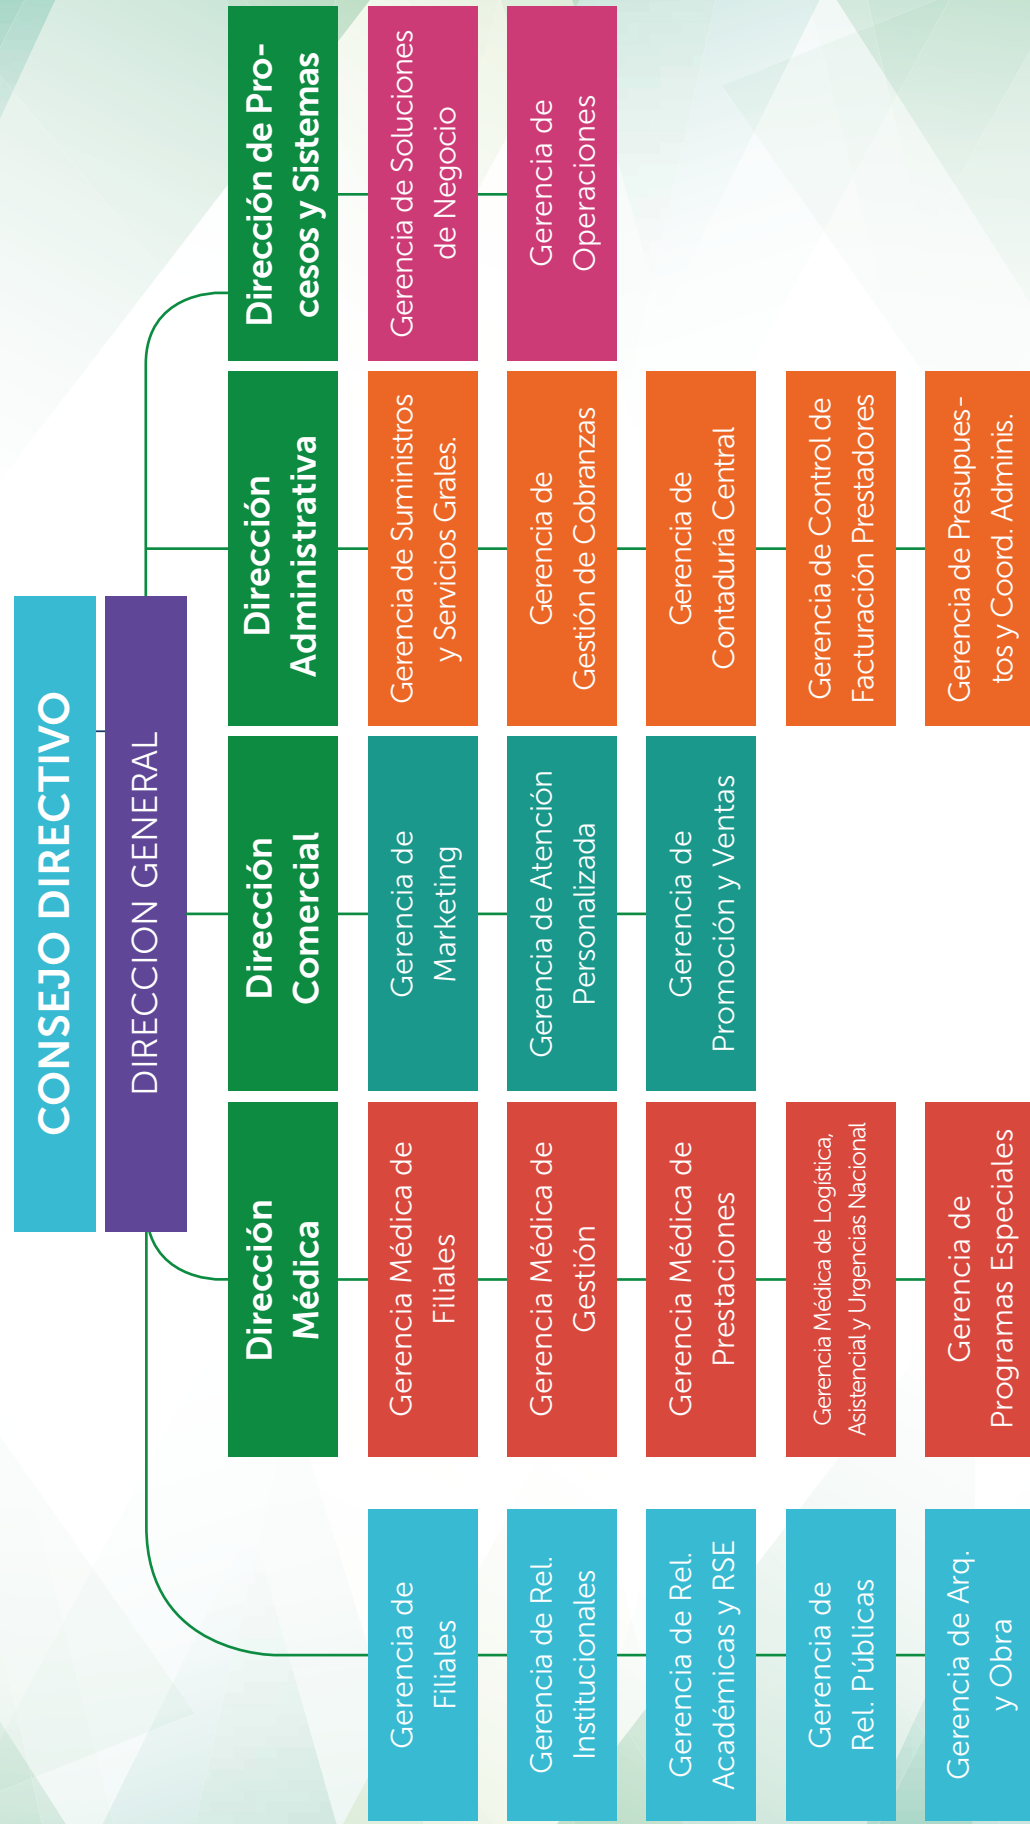 CONSEJO DIRECTIVO
DIRECCION GENERAL
Gerencia de
Filiales
Gerencia de Rel.
Institucionales
Gerencia de Rel.
Académicas y RSE
Gerencia de
Rel. Públicas
Gerencia de Arq.
y Obra
Dirección
Médica
Gerencia Médica de
Filiales
Gerencia Médica de
Gestión
Gerencia Médica de
Prestaciones
Gerencia Médica de Logística,
Asistencial y Urgencias Nacional
Gerencia de
Programas Especiales
Dirección
Comercial
Gerencia de
Marketing
Gerencia de Atención
Personalizada
Gerencia de
Promoción y Ventas
Dirección
Administrativa
Gerencia de Suministros
y Servicios Grales.
Gerencia de
Gestión de Cobranzas
Gerencia de
Contaduría Central
Gerencia de Control de
Facturación Prestadores
Gerencia de Presupues-
tos y Coord. Adminis.
Dirección de Pro-
cesos y Sistemas
Gerencia de Soluciones
de Negocio
Gerencia de
Operaciones